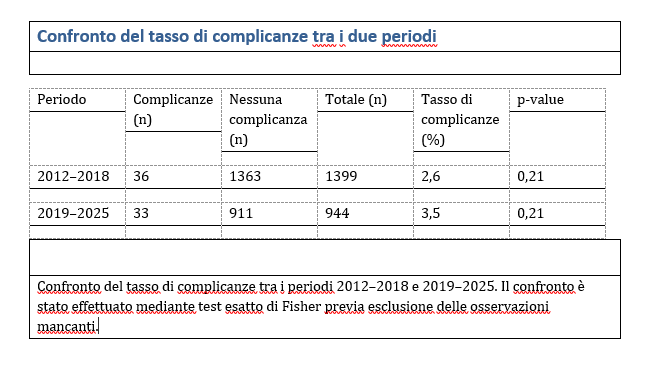 Confronto del tasso di complicanze tra i due periodi
Periodo Complicanze (n) Nessuna complicanza (n) Totale (n) Tasso di complicanze (%) p-value
2012–2018 36 1363 1399 2,6 0,21
2019–2025 33 911 944 3,5 0,21
Confronto del tasso di complicanze tra i periodi 2012–2018 e 2019–2025. Il confronto è
stato effettuato mediante test esatto di Fisher previa esclusione delle osservazioni
mancanti.